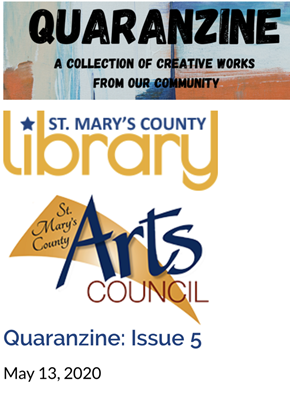 QUARANZINE
A COLLECTION OF CREATIVE WORKS
FROM OUR COMMUNITY
ST. MARY'S COUNTY
library
St.
Mary's
County
Arts
COUNCIL
Quaranzine: Issue 5
May 13, 2020